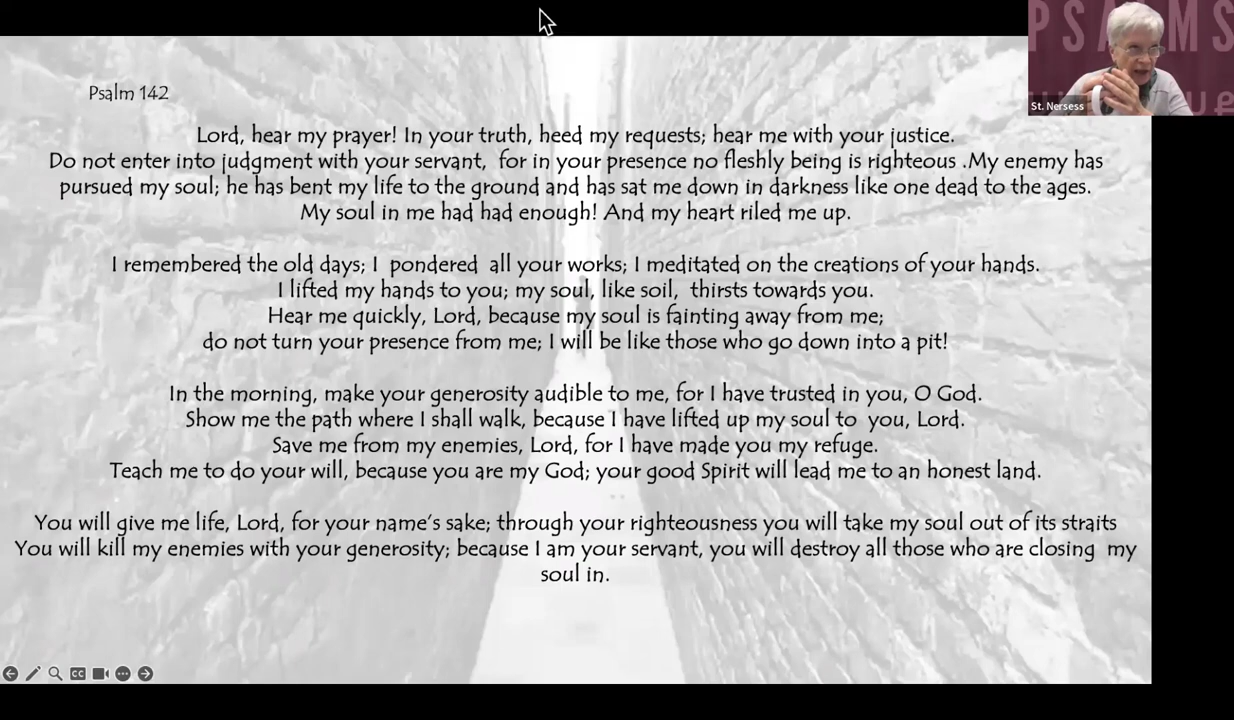 PSALMS
St. Nersess
Psalm 142
Lord, hear my prayer! In your truth, heed my requests; hear me with your justice.
Do not enter into judgment with your servant, for in your presence no fleshly being is righteous .My enemy has
pursued my soul; he has bent my life to the ground and has sat me down in darkness like one dead to the ages.
My soul in me had had enough! And my heart riled me up.
I remembered the old days; I pondered all your works; I meditated on the creations of your hands.
I lifted my hands to you; my soul, like soil, thirsts towards you.
Hear me quickly, Lord, because my soul is fainting away from me;
do not turn your presence from me; I will be like those who go down into a pit!
In the morning, make your generosity audible to me, for I have trusted in you, O God.
Show me the path where I shall walk, because I have lifted up my soul to you, Lord.
Save me from my enemies, Lord, for I have made you my refuge.
Teach me to do your will, because you are my God; your good Spirit will lead me to an honest land.
You will give me life, Lord, for your name's sake; through your righteousness you will take my soul out of its straits
You will kill my enemies with your generosity; because I am your servant, you will destroy all those who are closing my
soul in.
CC